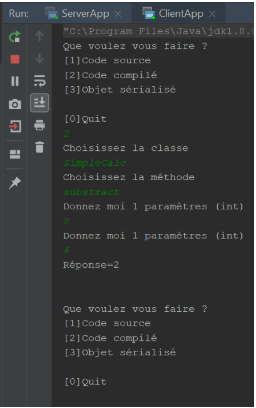 Run: ServerApp × ClientApp ×
"C:\Program Files\Java\jdk1.8.0
Que voulez vous faire ?
[1]Code source
[2]Code compilé
[3]Objet sérialisé
[0]Quit
2
Choisissez la classe
SimpleCalc
Choisissez la méthode
substract
Donnez moi 1 paramètres (int)
8
Donnez moi 1 paramètres (int)
6
Réponse=2
Que voulez vous faire ?
[1]Code source
[2]Code compilé
[3]Objet sérialisé
[0]Quit